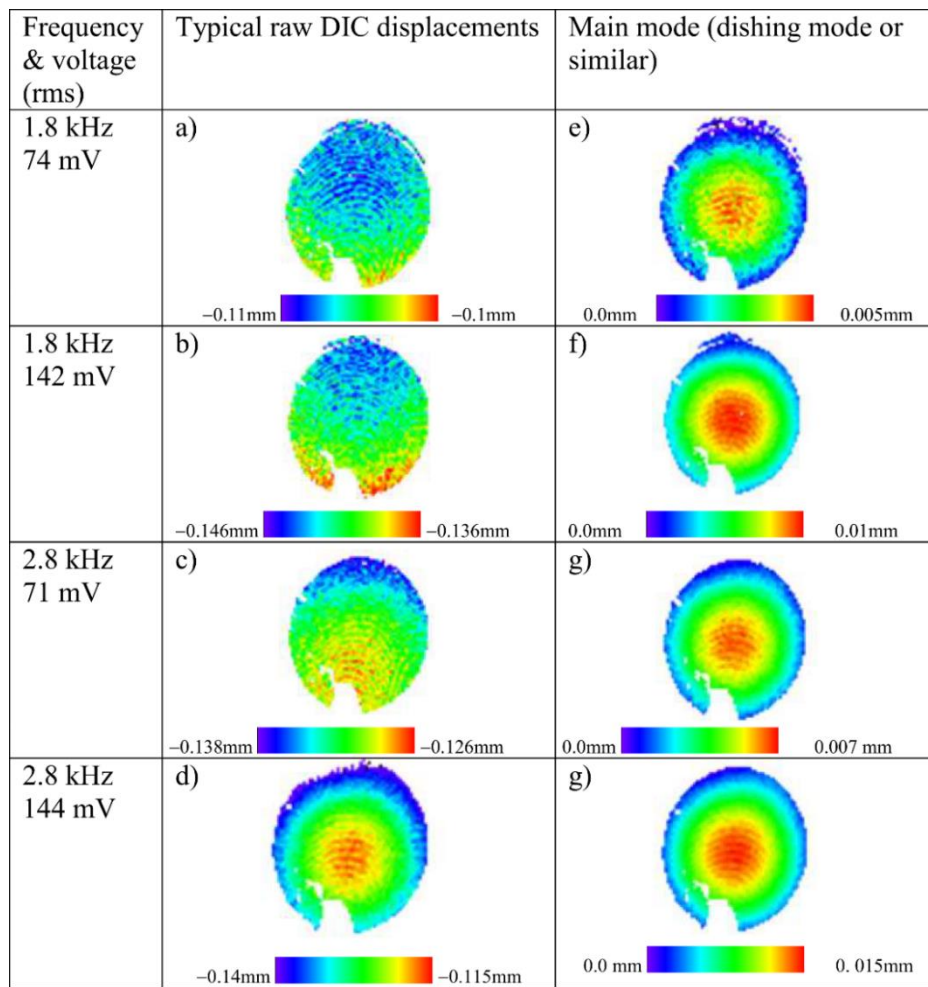 Frequency & voltage (rms)
Typical raw DIC displacements
Main mode (dishing mode or similar)
1.8 kHz
74 mV
a)
−0.11mm
−0.1mm
e)
0.0mm
0.005mm
1.8 kHz
142 mV
b)
−0.146mm
−0.136mm
f)
0.0mm
0.01mm
2.8 kHz
71 mV
c)
−0.138mm
−0.126mm
g)
0.0mm
0.007 mm
2.8 kHz
144 mV
d)
−0.14mm
−0.115mm
g)
0.0 mm
0. 015mm